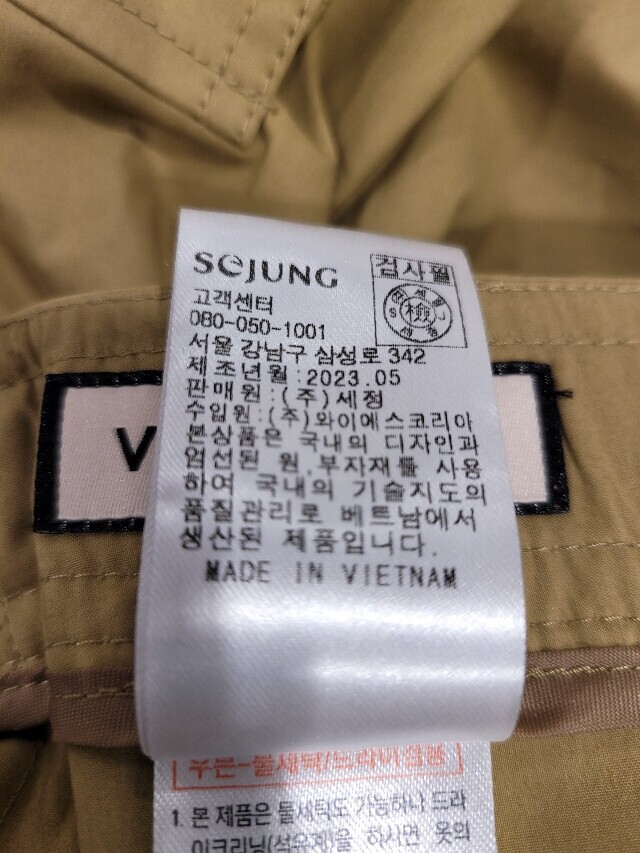 SEJUNG
검사필
고객센터
080-050-1001
서울 강남구 삼성로 342
제조년월:2023.05
판매원:(주)세정
수입원:(주)와이에스코리아
본상품은 국내의 디자인과
엄선된 원,부자재를 사용
하여 국내의 기술지도와
품질관리로 베트남에서
생산된 제품입니다.
MADE IN VIETNAM
V
1. 본 제품은 물세탁도 가능하나 드라
이크리닝(석유계)을 하시면 옷의